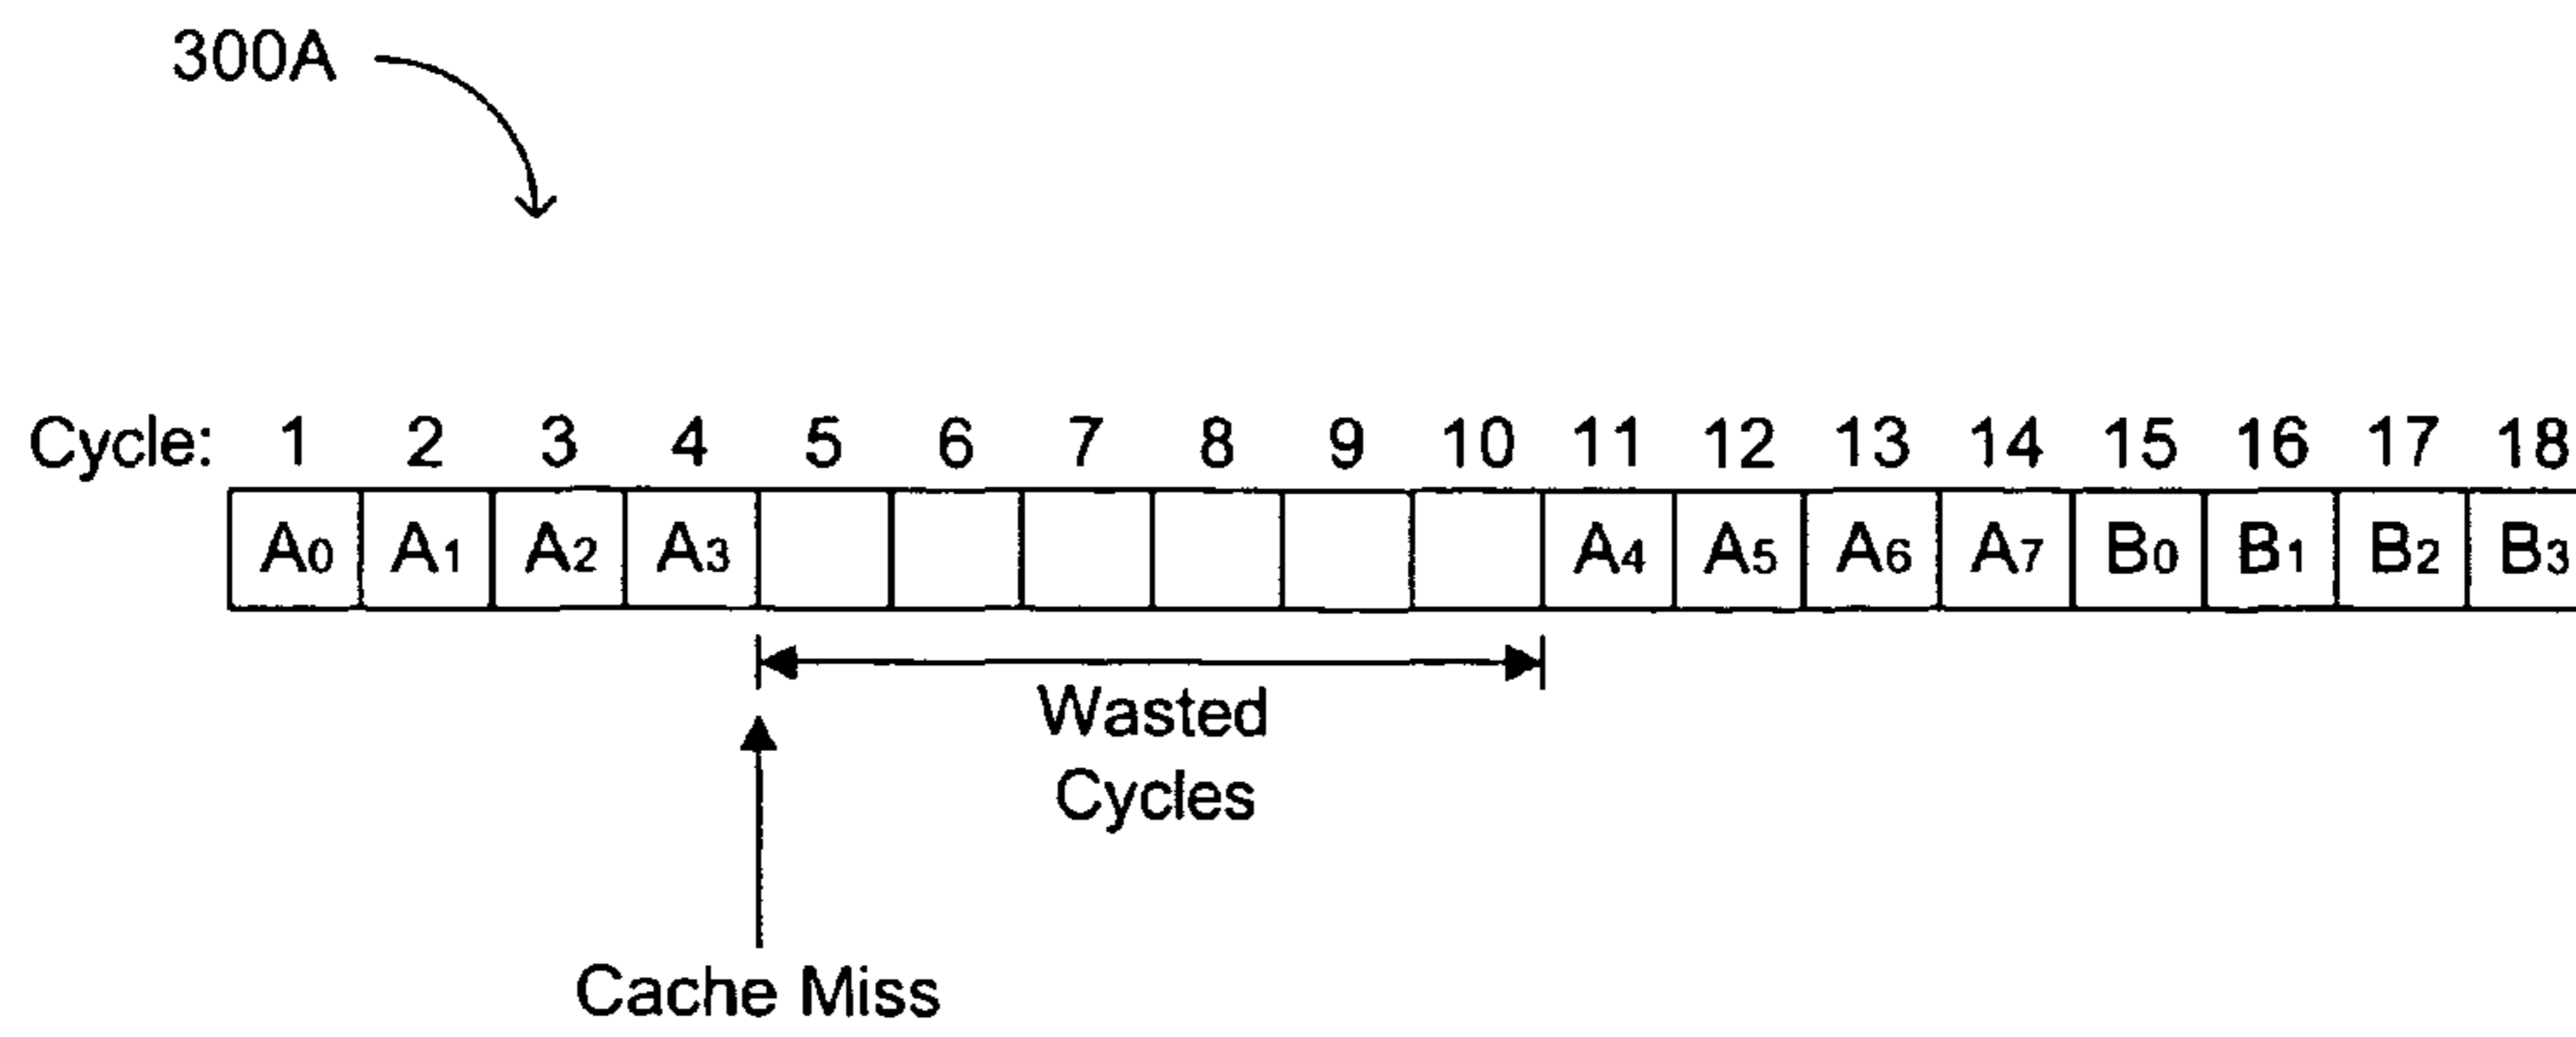 300A
Cycle: 1 2 3 4 5 6 7 8 9 10 11 12 13 14 15 16 17 18
A0 A1 A2 A3 A4 A5 A6 A7 B0 B1 B2 B3
Wasted
Cycles
Cache Miss